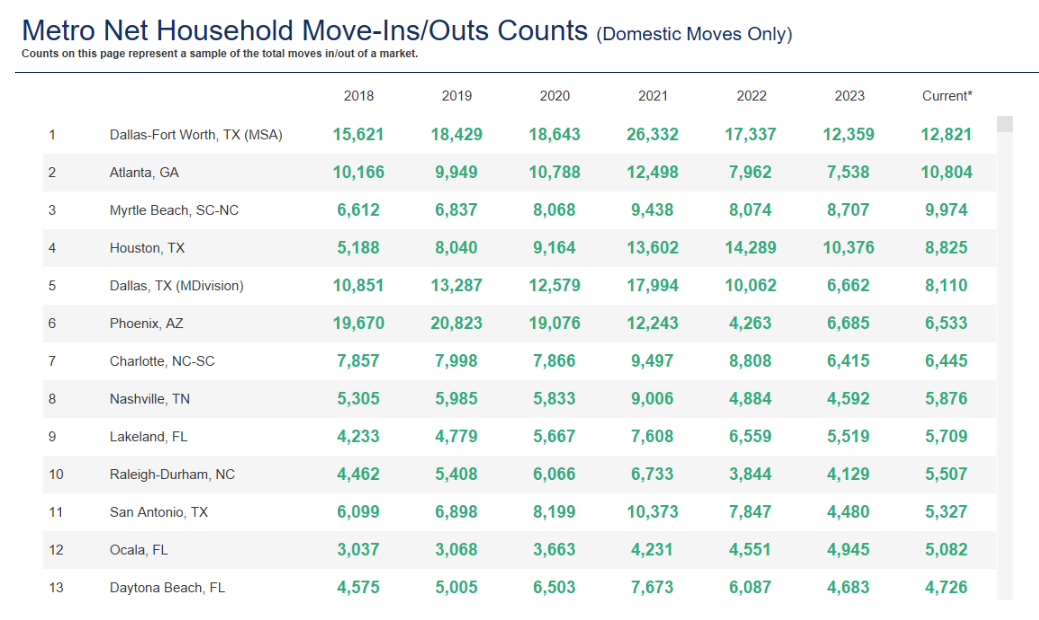 Metro Net Household Move-Ins/Outs Counts (Domestic Moves Only)
Counts on this page represent a sample of the total moves in/out of a market.
2018 2019 2020 2021 2022 2023 Current*
1 Dallas-Fort Worth, TX (MSA) 15,621 18,429 18,643 26,332 17,337 12,359 12,821
2 Atlanta, GA 10,166 9,949 10,788 12,498 7,962 7,538 10,804
3 Myrtle Beach, SC-NC 6,612 6,837 8,068 9,438 8,074 8,707 9,974
4 Houston, TX 5,188 8,040 9,164 13,602 14,289 10,376 8,825
5 Dallas, TX (MDivision) 10,851 13,287 12,579 17,994 10,062 6,662 8,110
6 Phoenix, AZ 19,670 20,823 19,076 12,243 4,263 6,685 6,533
7 Charlotte, NC-SC 7,857 7,998 7,866 9,497 8,808 6,415 6,445
8 Nashville, TN 5,305 5,985 5,833 9,006 4,884 4,592 5,876
9 Lakeland, FL 4,233 4,779 5,667 7,608 6,559 5,519 5,709
10 Raleigh-Durham, NC 4,462 5,408 6,066 6,733 3,844 4,129 5,507
11 San Antonio, TX 6,099 6,898 8,199 10,373 7,847 4,480 5,327
12 Ocala, FL 3,037 3,068 3,663 4,231 4,551 4,945 5,082
13 Daytona Beach, FL 4,575 5,005 6,503 7,673 6,087 4,683 4,726